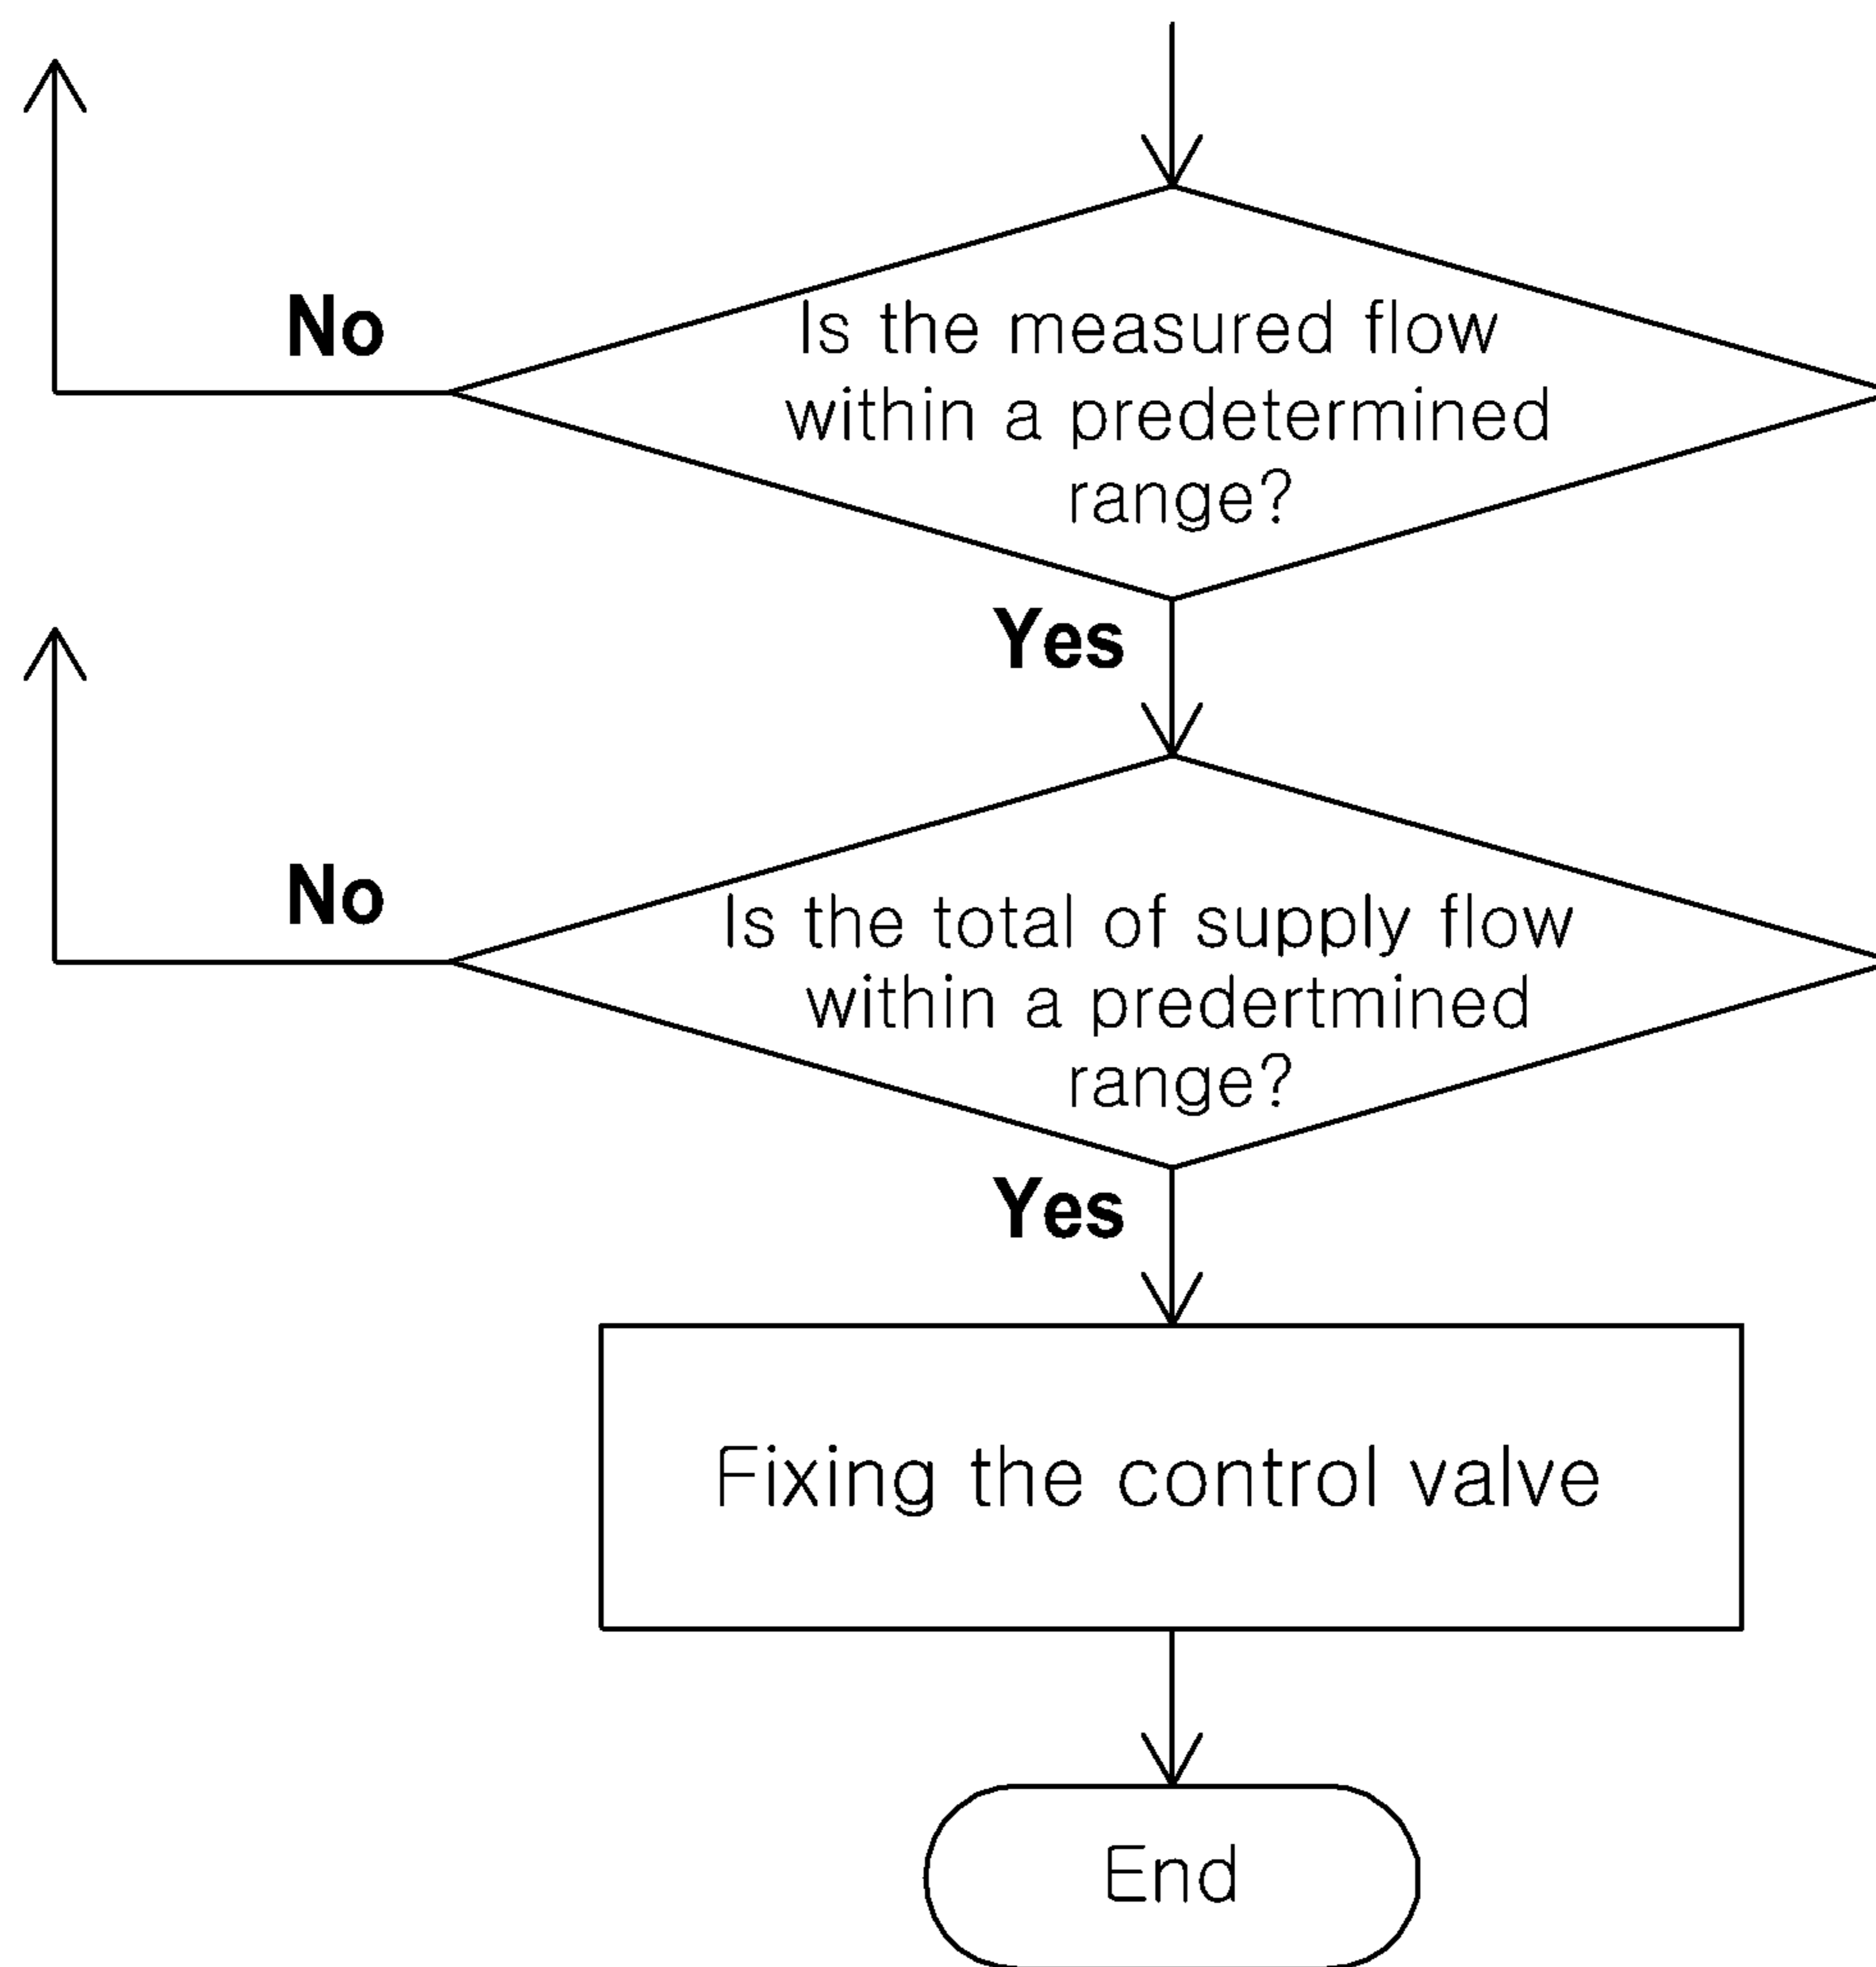 No
Is the measured flow
within a predetermined
range?
Yes
No
Is the total of supply flow
within a predertmined
range?
Yes
Fixing the control valve
End